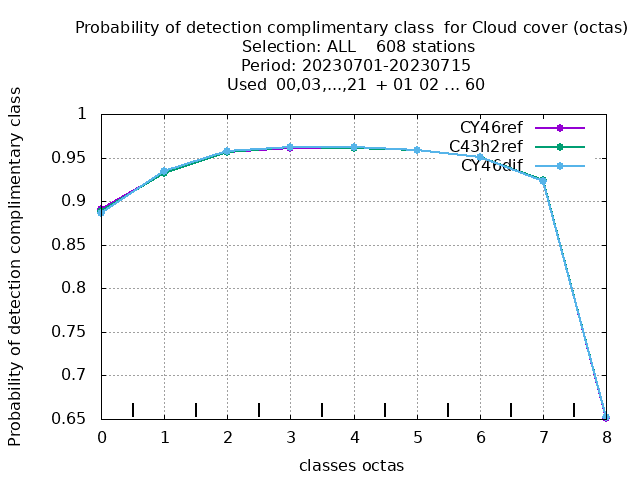 Probability of detection complimentary class  for Cloud cover (octas)
Selection: ALL    608 stations
Period: 20230701-20230715
Used  00,03,...,21  + 01 02 ... 60
Probability of detection complimentary class
1
0.95
0.9
0.85
0.8
0.75
0.7
0.65
CY46ref
C43h2ref
CY46dif
0 1 2 3 4 5 6 7 8
classes octas